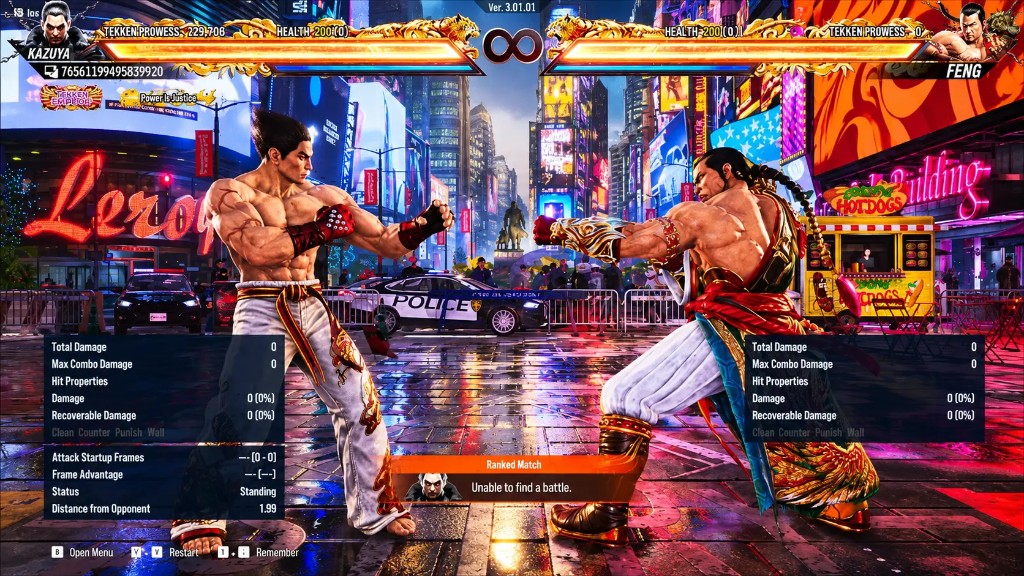 Ver. 3.01.01
TEKKEN PROWESS 229,706 HEALTH 200(0)
HEALTH 200(0) TEKKEN PROWESS 0
KAZUYA
FENG
76561199495839920
TEKKEN EMPLOY
Power Is Justice
Leroy
Building
HOTDOGS
POLICE
Total Damage 0
Max Combo Damage 0
Hit Properties
Damage 0 (0%)
Recoverable Damage 0 (0%)
Clean Counter Punish Wall
Attack Startup Frames --- [0 - 0]
Frame Advantage --- [---]
Status Standing
Distance from Opponent 1.99
Total Damage 0
Max Combo Damage 0
Hit Properties
Damage 0 (0%)
Recoverable Damage 0 (0%)
Clean Counter Punish Wall
Ranked Match
Unable to find a battle.
B Open Menu V + V Restart Remember